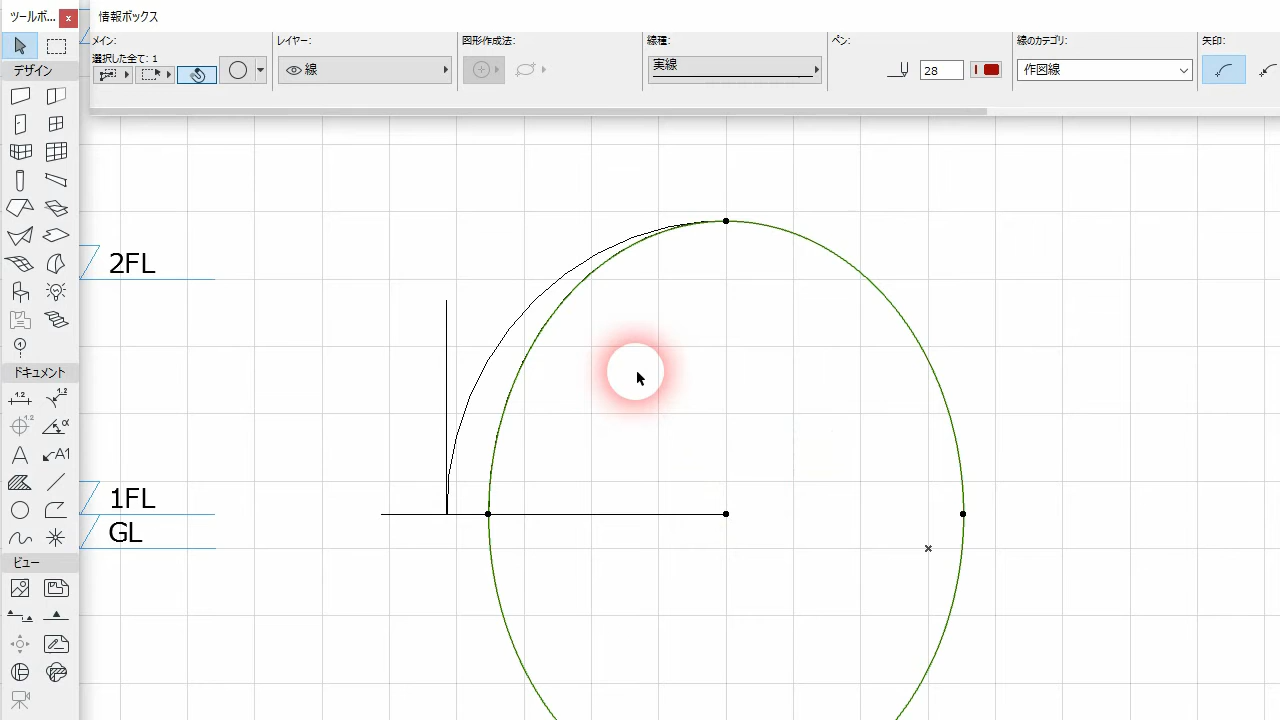 ツールボ...
情報ボックス
メイン:
選択した全て: 1
レイヤー:
線
図形作成法:
線種:
実線
ペン:
28
線のカテゴリ:
作図線
矢印:
デザイン
ドキュメント
1.2
1.2
1.2
α
A
A1
ビュー
2FL
1FL
GL